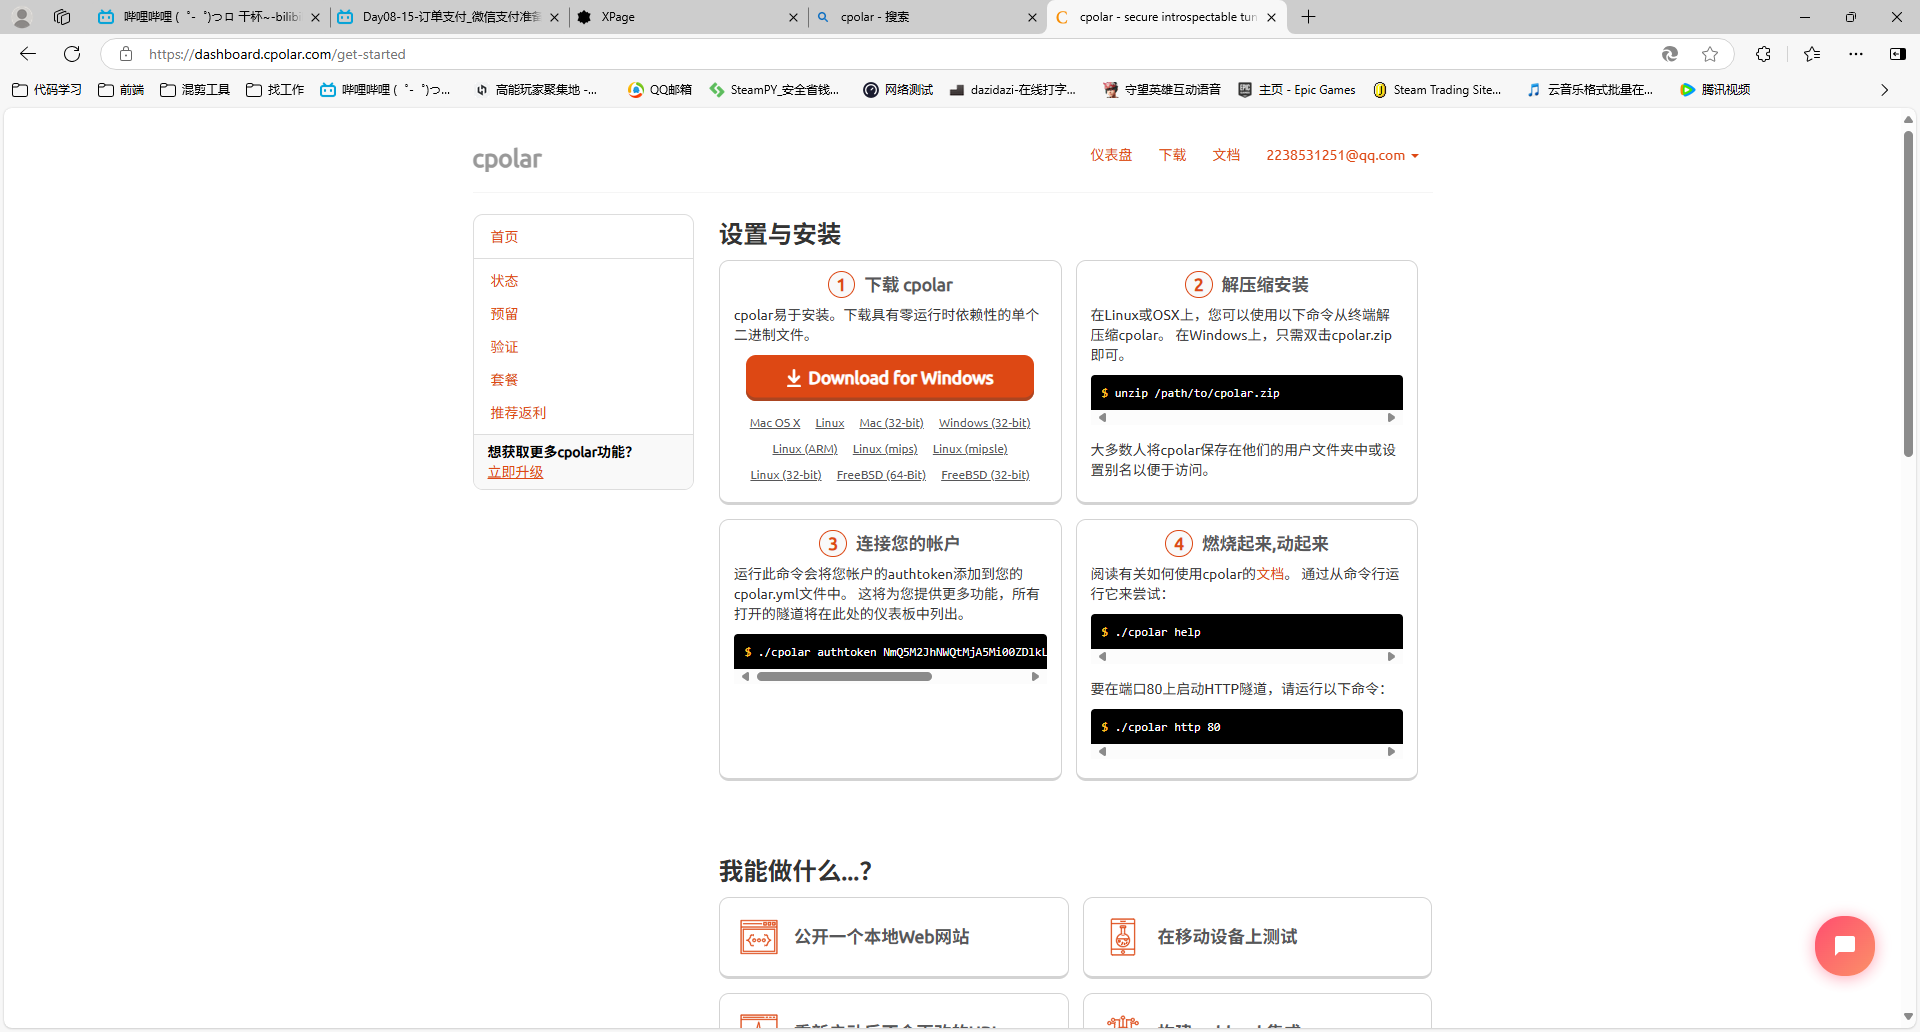 哔哩哔哩 (゜-゜)つロ 干杯~-bilibi
Day08-15-订单支付_微信支付准备
XPage
cpolar - 搜索
cpolar - secure introspectable tun
https://dashboard.cpolar.com/get-started
代码学习
前端
混剪工具
找工作
哔哩哔哩 (゜-゜)つ...
高能玩家聚集地 -...
QQ邮箱
SteamPY_安全省钱...
网络测试
dazidazi-在线打字...
守望英雄互动语音
主页 - Epic Games
Steam Trading Site...
云音乐格式批量在...
腾讯视频
cpolar
仪表盘
下载
文档
2238531251@qq.com
首页
状态
预留
验证
套餐
推荐返利
想获取更多cpolar功能?
立即升级
设置与安装
1 下载 cpolar
cpolar易于安装。下载具有零运行时依赖性的单个
二进制文件。
Download for Windows
Mac OS X Linux Mac (32-bit) Windows (32-bit)
Linux (ARM) Linux (mips) Linux (mipsle)
Linux (32-bit) FreeBSD (64-Bit) FreeBSD (32-bit)
2 解压缩安装
在Linux或OSX上，您可以使用以下命令从终端解
压缩cpolar。 在Windows上，只需双击cpolar.zip
即可。
$ unzip /path/to/cpolar.zip
大多数人将cpolar保存在他们的用户文件夹中或设
置别名以便于访问。
3 连接您的帐户
运行此命令会将您帐户的authtoken添加到您的
cpolar.yml文件中。 这将为您提供更多功能，所有
打开的隧道将在此处的仪表板中列出。
$ ./cpolar authtoken NmQ5M2JhNWQtMjA5Mi00ZDlkL
4 燃烧起来,动起来
阅读有关如何使用cpolar的文档。 通过从命令行运
行它来尝试：
$ ./cpolar help
要在端口80上启动HTTP隧道，请运行以下命令：
$ ./cpolar http 80
我能做什么...?
公开一个本地Web网站
在移动设备上测试